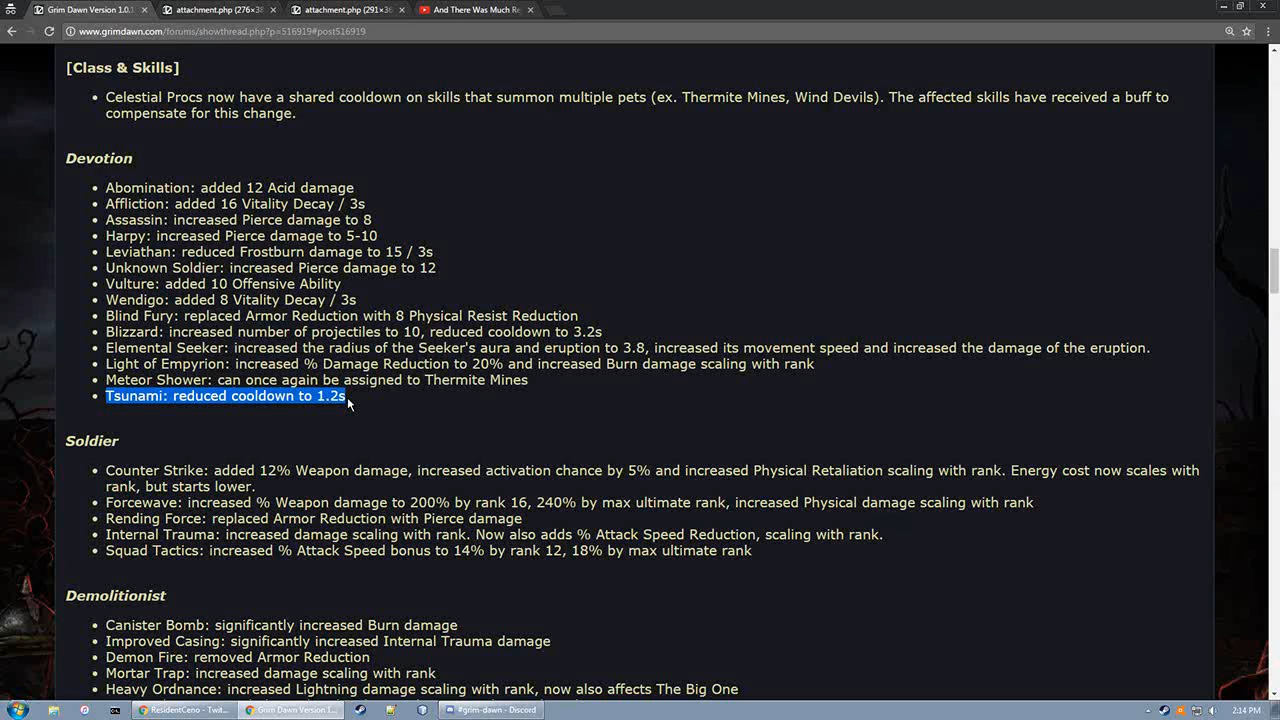 Grim Dawn Version 1.0.
attachment.php (276×38
attachment.php (291×36
And There Was Much Re
www.grimdawn.com/forums/showthread.php?p=516919#post516919
[Class & Skills]
• Celestial Procs now have a shared cooldown on skills that summon multiple pets (ex. Thermite Mines, Wind Devils). The affected skills have received a buff to
compensate for this change.
Devotion
• Abomination: added 12 Acid damage
• Affliction: added 16 Vitality Decay / 3s
• Assassin: increased Pierce damage to 8
• Harpy: increased Pierce damage to 5-10
• Leviathan: reduced Frostburn damage to 15 / 3s
• Unknown Soldier: increased Pierce damage to 12
• Vulture: added 10 Offensive Ability
• Wendigo: added 8 Vitality Decay / 3s
• Blind Fury: replaced Armor Reduction with 8 Physical Resist Reduction
• Blizzard: increased number of projectiles to 10, reduced cooldown to 3.2s
• Elemental Seeker: increased the radius of the Seeker's aura and eruption to 3.8, increased its movement speed and increased the damage of the eruption.
• Light of Empyrion: increased % Damage Reduction to 20% and increased Burn damage scaling with rank
• Meteor Shower: can once again be assigned to Thermite Mines
• Tsunami: reduced cooldown to 1.2s
Soldier
• Counter Strike: added 12% Weapon damage, increased activation chance by 5% and increased Physical Retaliation scaling with rank. Energy cost now scales with
rank, but starts lower.
• Forcewave: increased % Weapon damage to 200% by rank 16, 240% by max ultimate rank, increased Physical damage scaling with rank
• Rending Force: replaced Armor Reduction with Pierce damage
• Internal Trauma: increased damage scaling with rank. Now also adds % Attack Speed Reduction, scaling with rank.
• Squad Tactics: increased % Attack Speed bonus to 14% by rank 12, 18% by max ultimate rank
Demolitionist
• Canister Bomb: significantly increased Burn damage
• Improved Casing: significantly increased Internal Trauma damage
• Demon Fire: removed Armor Reduction
• Mortar Trap: increased damage scaling with rank
• Heavy Ordnance: increased Lightning damage scaling with rank, now also affects The Big One
ResidentCeno - Twit...
Grim Dawn Version 1...
#grim-dawn - Discord
2:14 PM